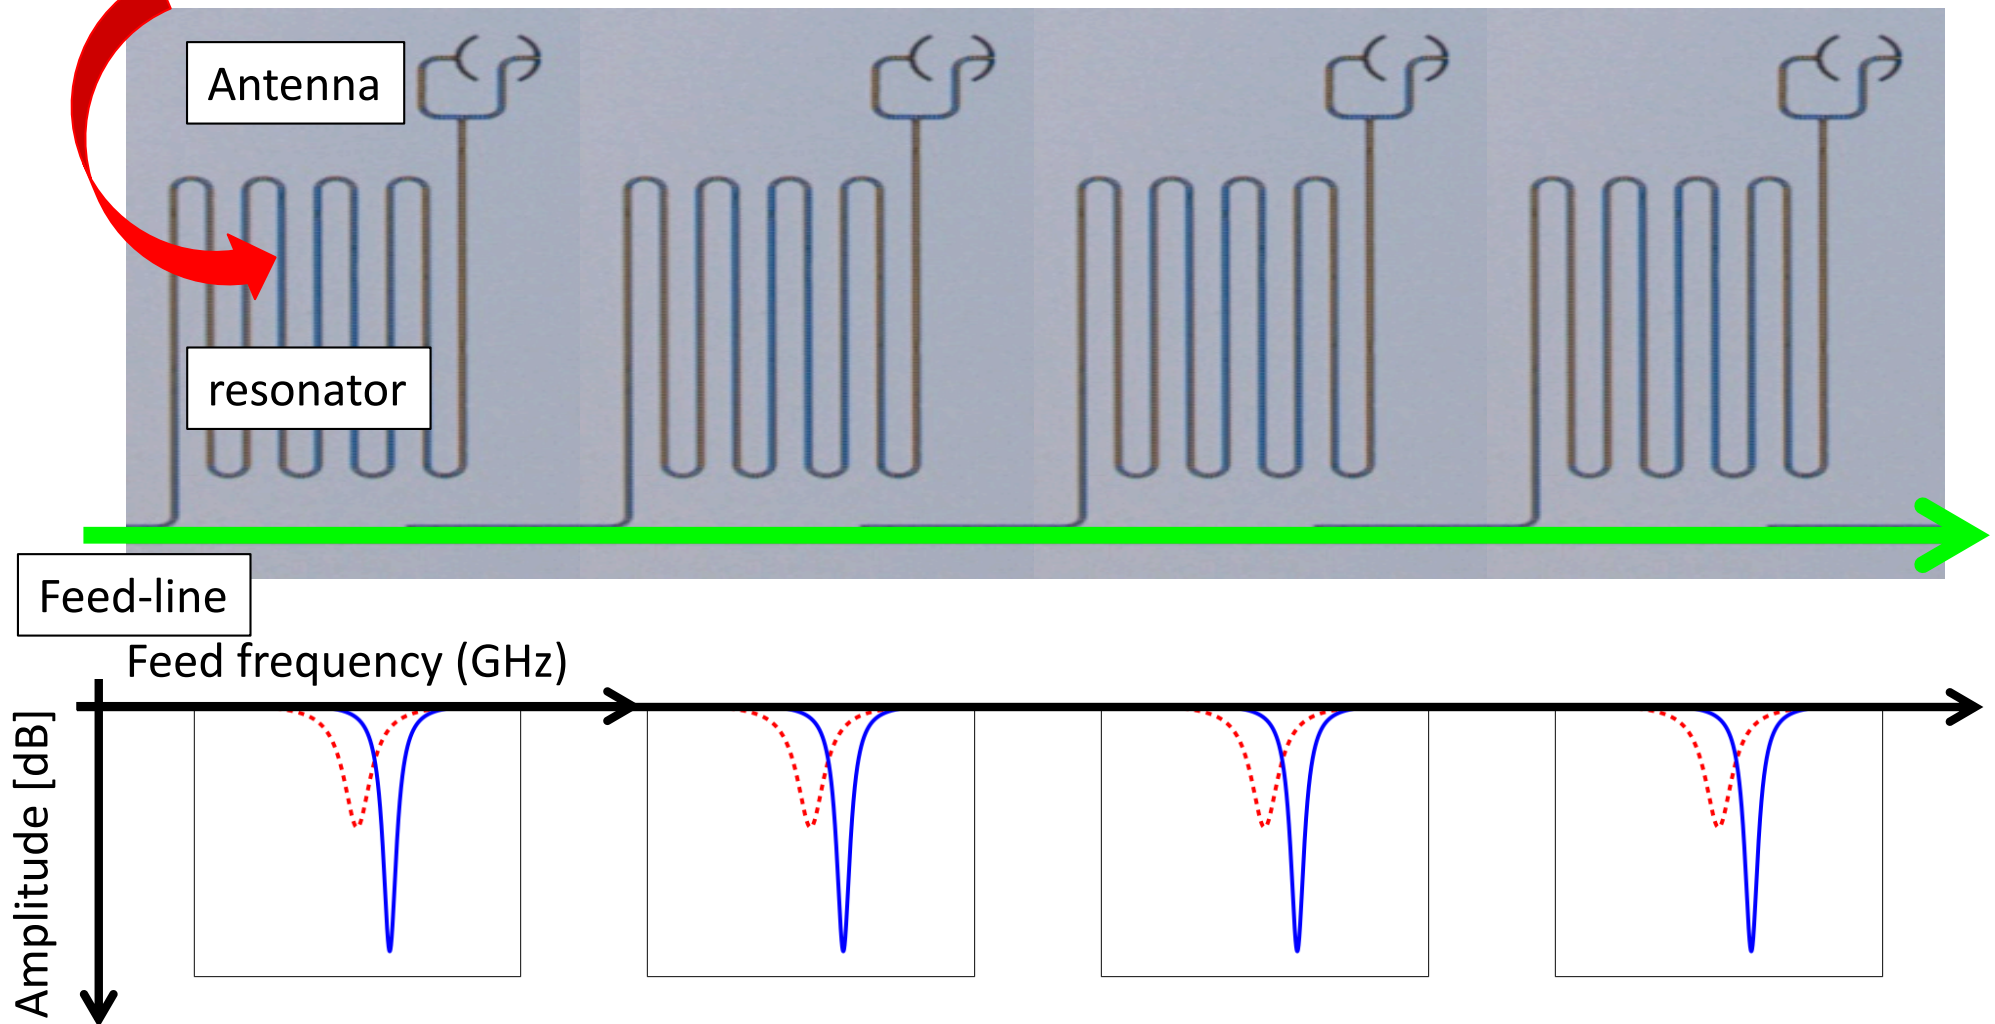 Antenna
resonator
Feed-line
Feed frequency (GHz)
Amplitude [dB]